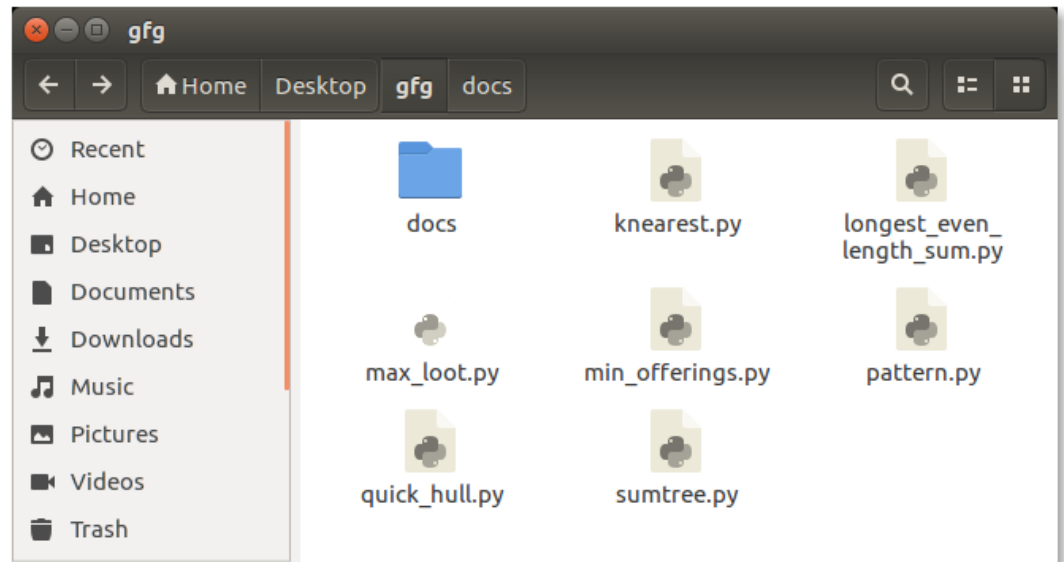 gfg
Home Desktop gfg docs
Recent
Home
Desktop
Documents
Downloads
Music
Pictures
Videos
Trash
docs
knearest.py
longest_even_
length_sum.py
max_loot.py
min_offerings.py
pattern.py
quick_hull.py
sumtree.py